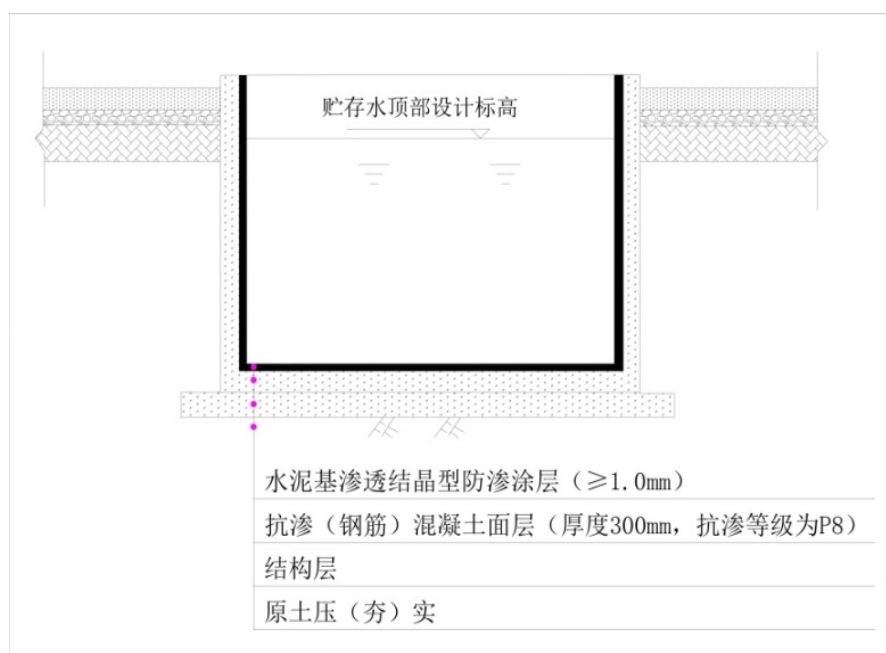 贮存水顶部设计标高
水泥基渗透结晶型防渗涂层（≥1.0mm）
抗渗（钢筋）混凝土面层（厚度300mm，抗渗等级为P8）
结构层
原土压（夯）实